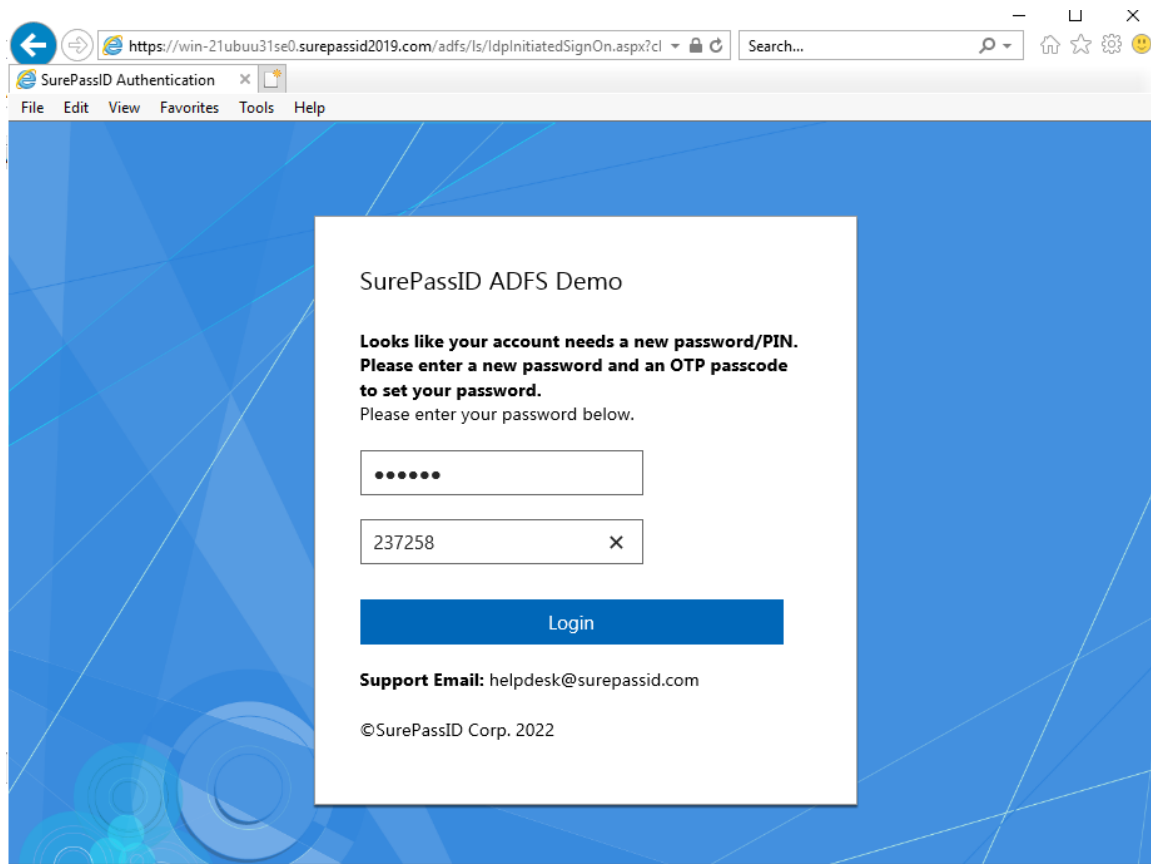 https://win-21ubuu31se0.surepassid2019.com/adfs/ls/IdpInitiatedSignOn.aspx?cl
Search...
SurePassID Authentication
File Edit View Favorites Tools Help
SurePassID ADFS Demo
Looks like your account needs a new password/PIN.
Please enter a new password and an OTP passcode
to set your password.
Please enter your password below.
237258
Login
Support Email: helpdesk@surepassid.com
©SurePassID Corp. 2022